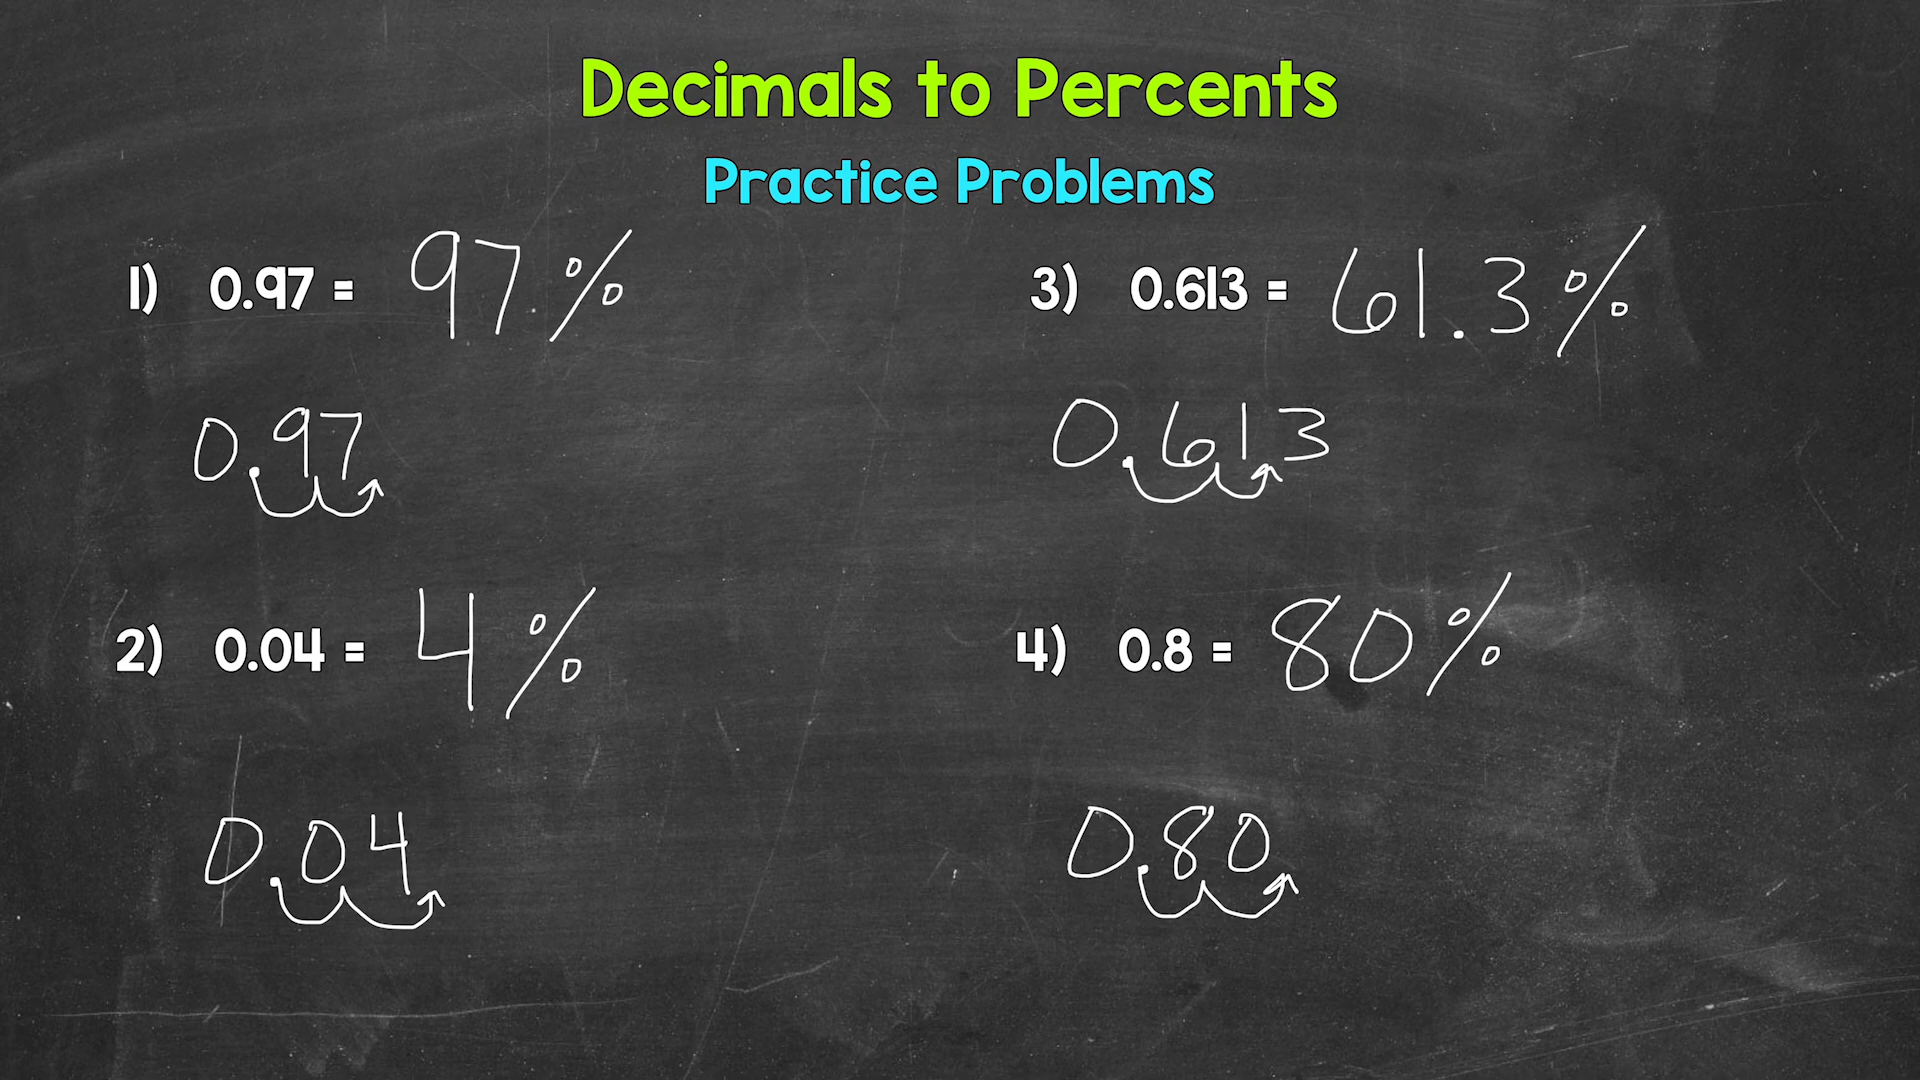 Decimals to Percents
Practice Problems
1) 0.97 = 97%
0.97
2) 0.04 = 4%
0.04
3) 0.613 = 61.3%
0.613
4) 0.8 = 80%
0.80